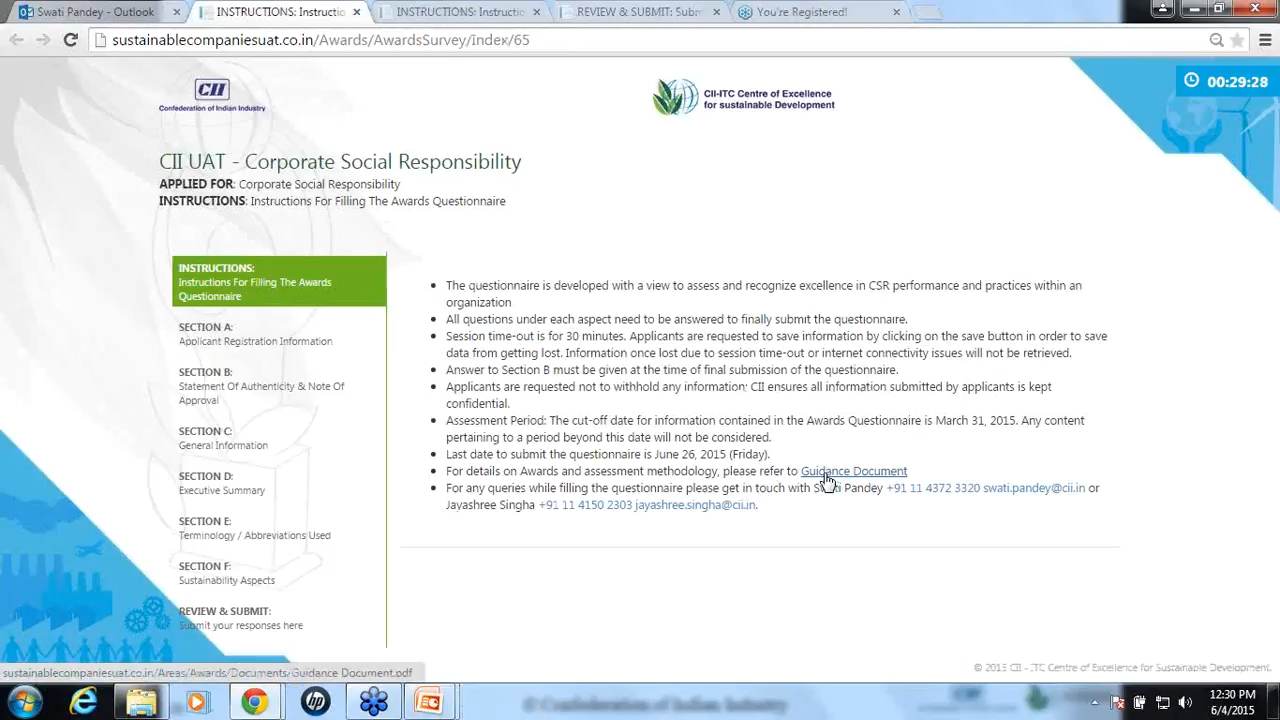 Swati Pandey - Outlook
INSTRUCTIONS: Instructio
INSTRUCTIONS: Instructio
REVIEW & SUBMIT: Subm
You're Registered!
sustainablecompaniesuat.co.in/Awards/AwardsSurvey/Index/65
CII
Confederation of Indian Industry
CII-ITC Centre of Excellence
for sustainable Development
00:29:28
CII UAT - Corporate Social Responsibility
APPLIED FOR: Corporate Social Responsibility
INSTRUCTIONS: Instructions For Filling The Awards Questionnaire
INSTRUCTIONS:
Instructions For Filling The Awards
Questionnaire
SECTION A:
Applicant Registration Information
SECTION B:
Statement Of Authenticity & Note Of
Approval
SECTION C:
General Information
SECTION D:
Executive Summary
SECTION E:
Terminology / Abbreviations Used
SECTION F:
Sustainability Aspects
REVIEW & SUBMIT:
Submit your responses here
The questionnaire is developed with a view to assess and recognize excellence in CSR performance and practices within an
organization
All questions under each aspect need to be answered to finally submit the questionnaire.
Session time-out is for 30 minutes. Applicants are requested to save information by clicking on the save button in order to save
data from getting lost. Information once lost due to session time-out or internet connectivity issues will not be retrieved.
Answer to Section B must be given at the time of final submission of the questionnaire.
Applicants are requested not to withhold any information; CII ensures all information submitted by applicants is kept
confidential.
Assessment Period: The cut-off date for information contained in the Awards Questionnaire is March 31, 2015. Any content
pertaining to a period beyond this date will not be considered.
Last date to submit the questionnaire is June 26, 2015 (Friday).
For details on Awards and assessment methodology, please refer to Guidance Document
For any queries while filling the questionnaire please get in touch with Swati Pandey +91 11 4372 3320 swati.pandey@cii.in or
Jayashree Singha +91 11 4150 2303 jayashree.singha@cii.in.
© 2013 CII - ITC Centre of Excellence for Sustainable Development.
sustainablecompaniesuat.co.in/Areas/Awards/Documents/Guidance Document.pdf
© Confederation of Indian Industry
12:30 PM
6/4/2015